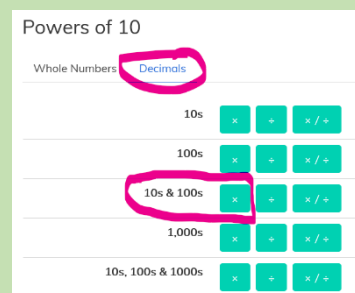 Powers of 10
Whole Numbers Decimals
10s × ÷ × / ÷
100s × ÷ × / ÷
10s & 100s × ÷ × / ÷
1,000s × ÷ × / ÷
10s, 100s & 1000s × ÷ × / ÷